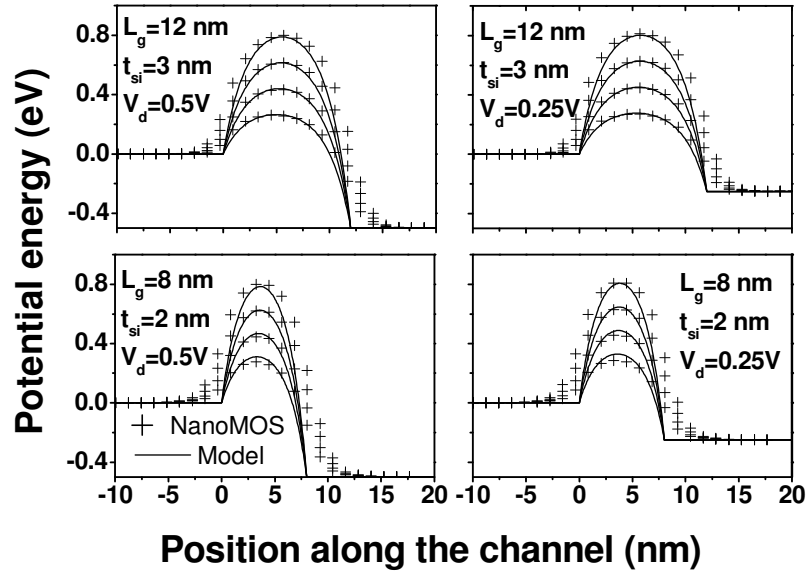 Potential energy (eV)
0.8
0.4
0.0
-0.4
L_g=12 nm
t_si=3 nm
V_d=0.5V
L_g=12 nm
t_si=3 nm
V_d=0.25V
0.8
0.4
0.0
-0.4
L_g=8 nm
t_si=2 nm
V_d=0.5V
NanoMOS
Model
L_g=8 nm
t_si=2 nm
V_d=0.25V
-10 -5 0 5 10 15 20
-10 -5 0 5 10 15 20
Position along the channel (nm)